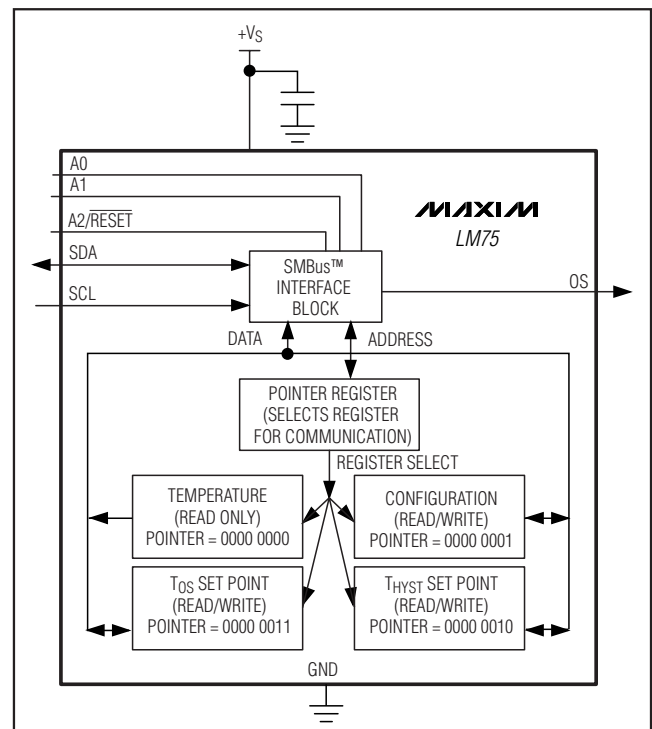 +VS
A0
A1
A2/RESET
MAXIM
LM75
SDA
SMBus™
INTERFACE
BLOCK
OS
SCL
DATA
ADDRESS
POINTER REGISTER
(SELECTS REGISTER
FOR COMMUNICATION)
REGISTER SELECT
TEMPERATURE
(READ ONLY)
POINTER = 0000 0000
CONFIGURATION
(READ/WRITE)
POINTER = 0000 0001
TOS SET POINT
(READ/WRITE)
POINTER = 0000 0011
THYST SET POINT
(READ/WRITE)
POINTER = 0000 0010
GND